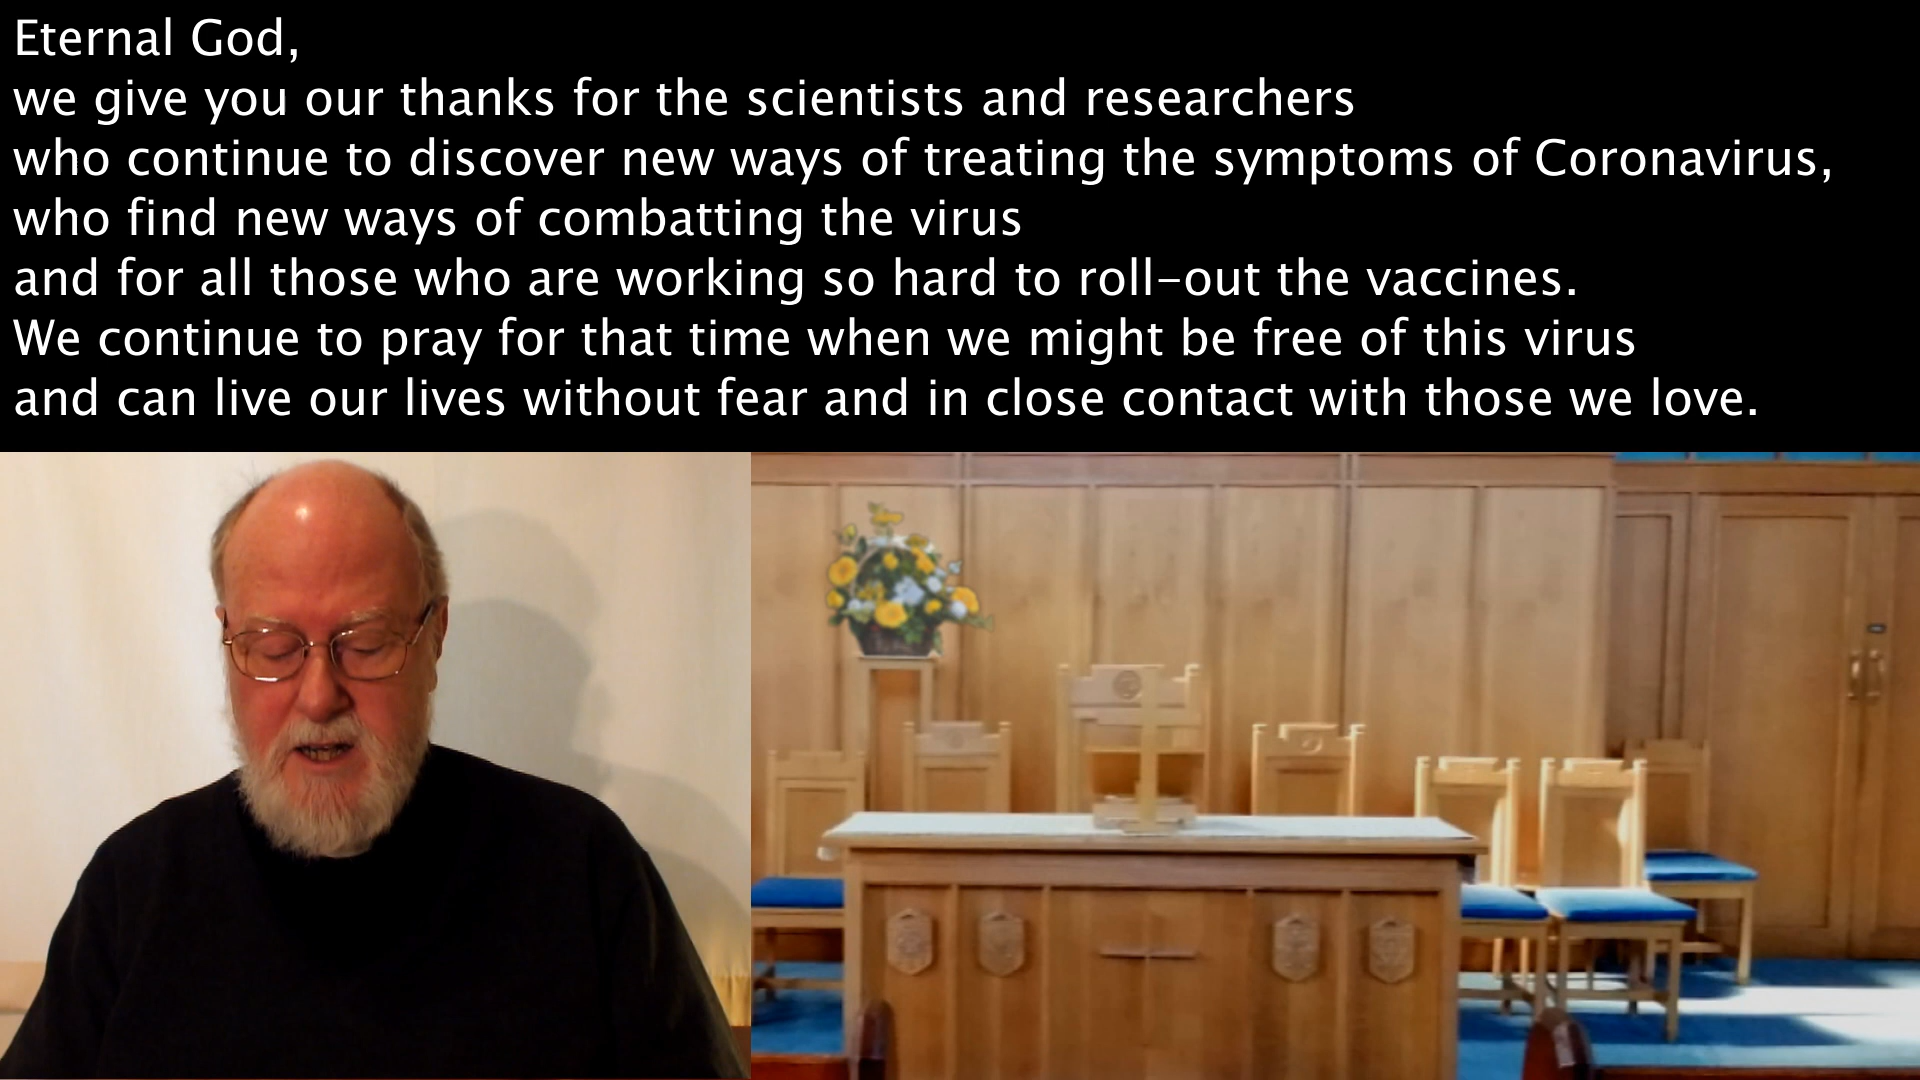 Eternal God,
we give you our thanks for the scientists and researchers
who continue to discover new ways of treating the symptoms of Coronavirus,
who find new ways of combatting the virus
and for all those who are working so hard to roll-out the vaccines.
We continue to pray for that time when we might be free of this virus
and can live our lives without fear and in close contact with those we love.